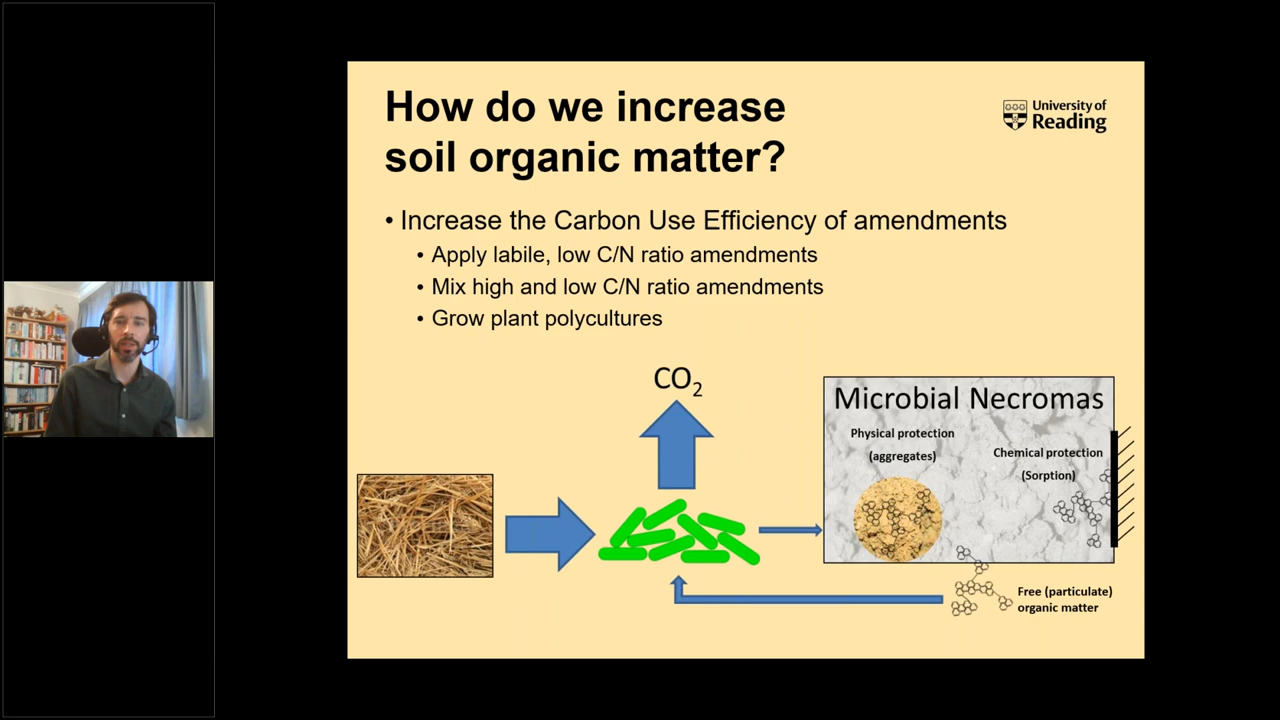 How do we increase
soil organic matter?
University of
Reading
• Increase the Carbon Use Efficiency of amendments
• Apply labile, low C/N ratio amendments
• Mix high and low C/N ratio amendments
• Grow plant polycultures
CO₂
Microbial Necromas
Physical protection
(aggregates)
Chemical protection
(Sorption)
Free (particulate)
organic matter